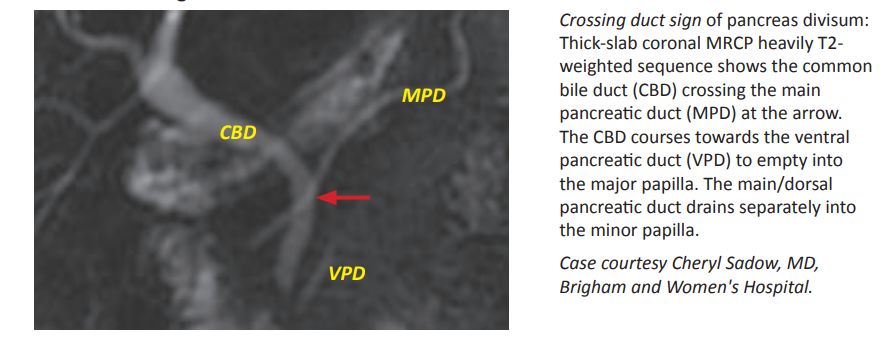 Crossing duct sign of pancreas divisum:
Thick-slab coronal MRCP heavily T2-
weighted sequence shows the common
bile duct (CBD) crossing the main
pancreatic duct (MPD) at the arrow.
The CBD courses towards the ventral
pancreatic duct (VPD) to empty into
the major papilla. The main/dorsal
pancreatic duct drains separately into
the minor papilla.
Case courtesy Cheryl Sadow, MD,
Brigham and Women's Hospital.
MPD
CBD
VPD